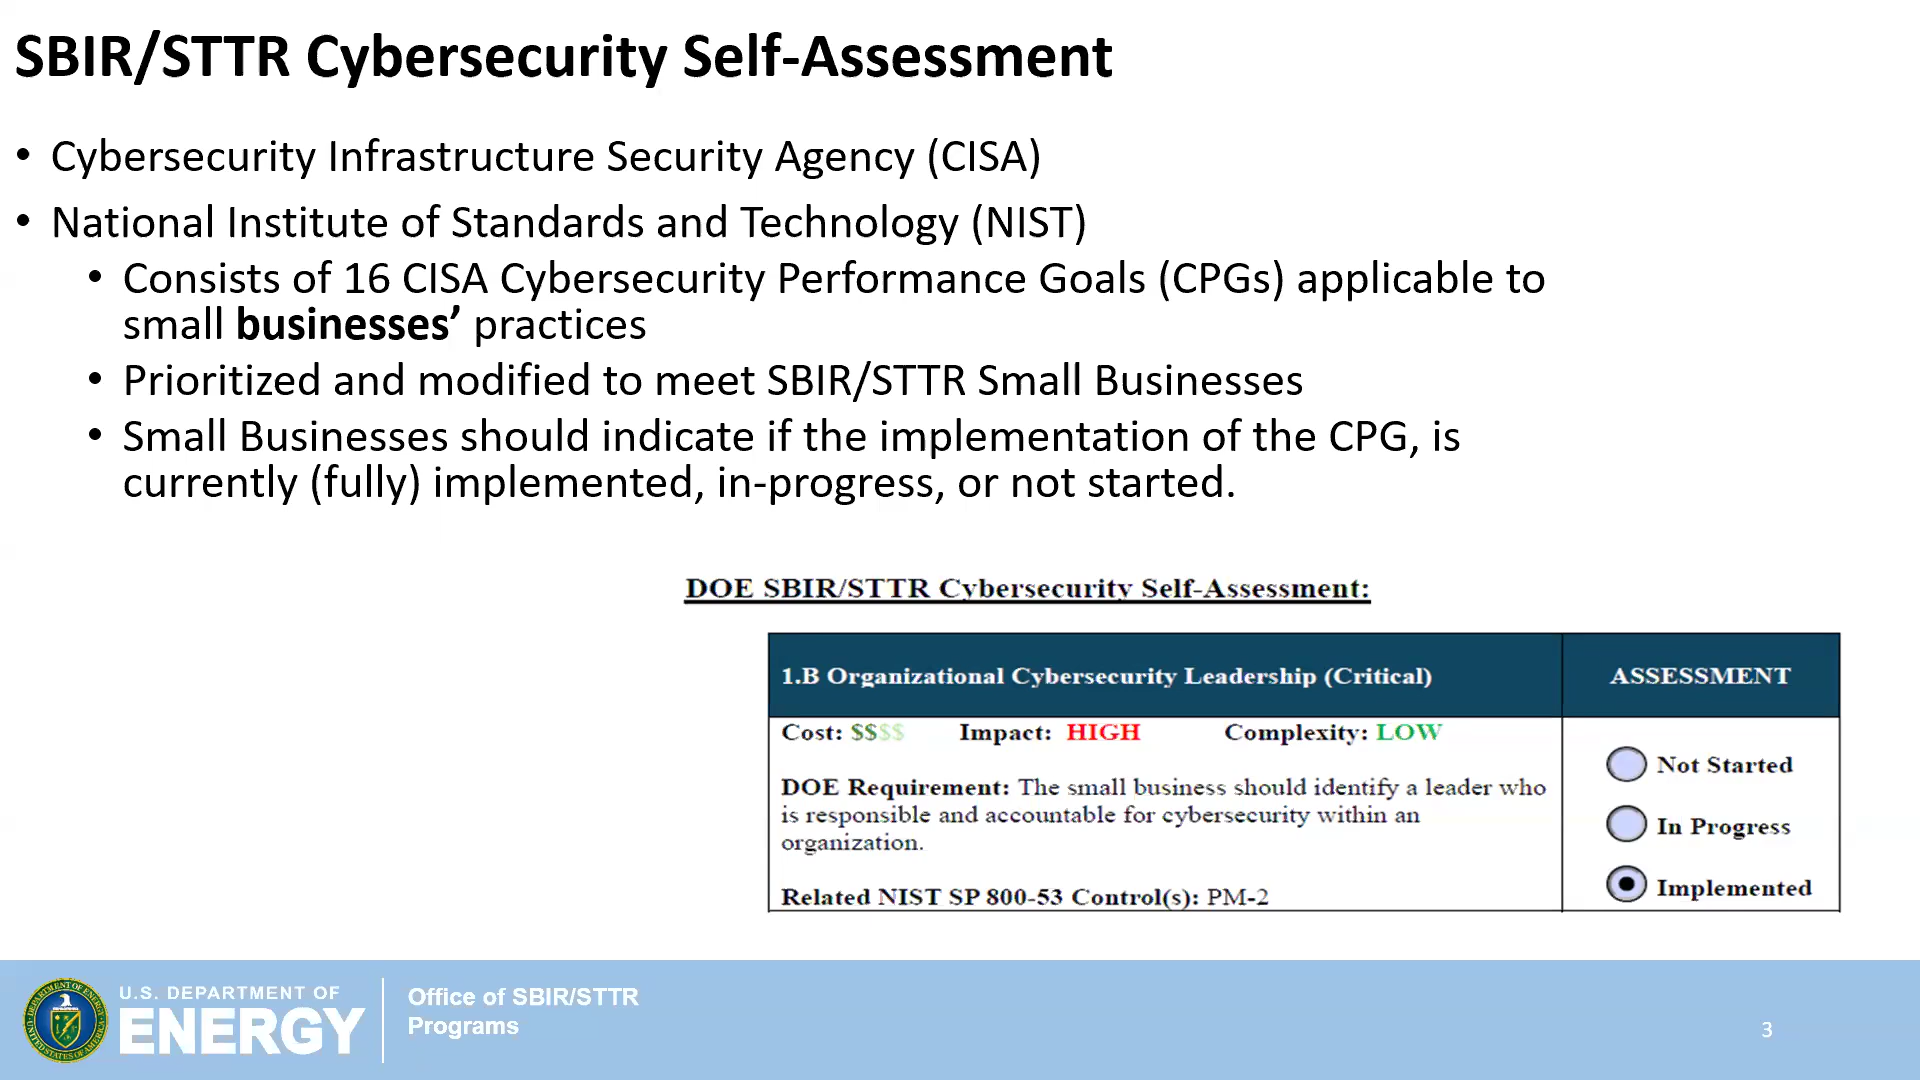 SBIR/STTR Cybersecurity Self-Assessment
• Cybersecurity Infrastructure Security Agency (CISA)
• National Institute of Standards and Technology (NIST)
• Consists of 16 CISA Cybersecurity Performance Goals (CPGs) applicable to
small businesses’ practices
• Prioritized and modified to meet SBIR/STTR Small Businesses
• Small Businesses should indicate if the implementation of the CPG, is
currently (fully) implemented, in-progress, or not started.
DOE SBIR/STTR Cybersecurity Self-Assessment:
1.B Organizational Cybersecurity Leadership (Critical)
ASSESSMENT
Cost: $$$$ Impact: HIGH Complexity: LOW
DOE Requirement: The small business should identify a leader who
is responsible and accountable for cybersecurity within an
organization.
Related NIST SP 800-53 Control(s): PM-2
Not Started
In Progress
Implemented
U.S. DEPARTMENT OF
ENERGY
Office of SBIR/STTR
Programs
3